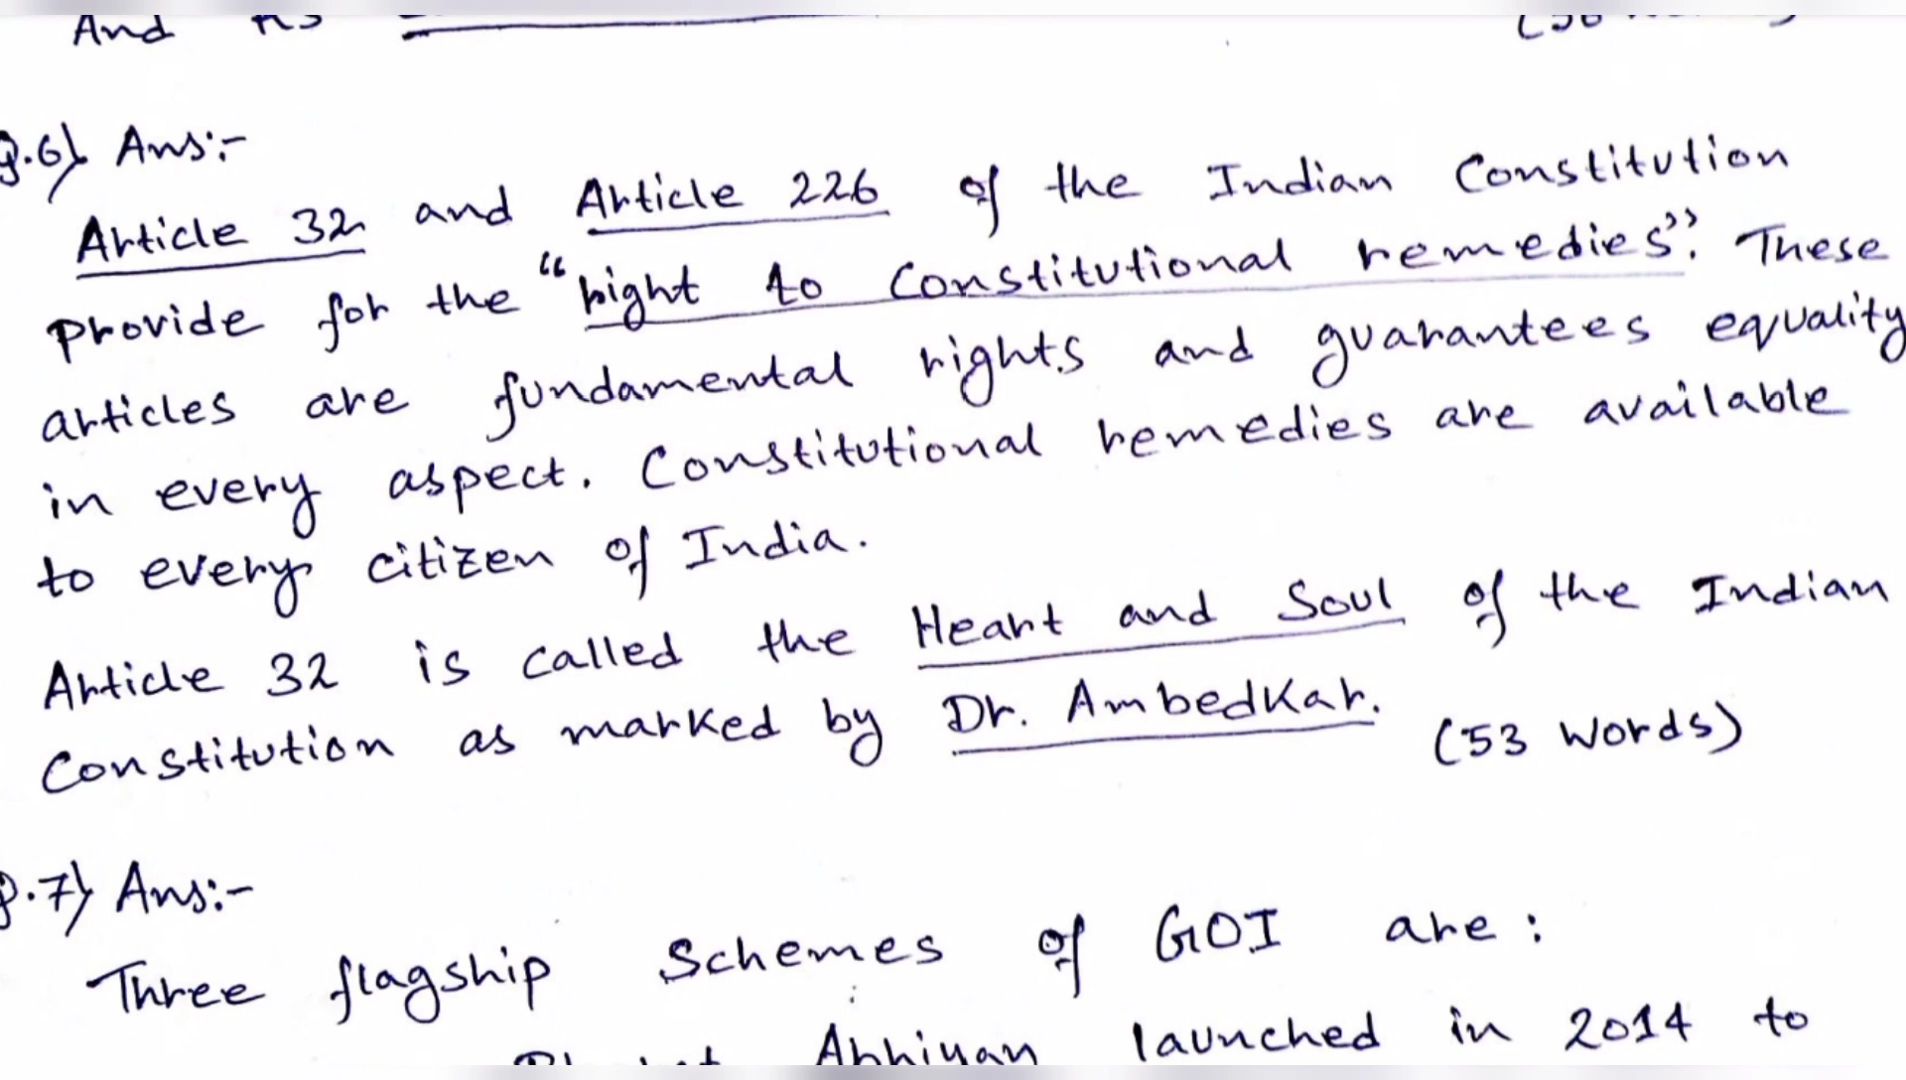 And As
Q.6) Ans:-
Article 32 and Article 226 of the Indian Constitution
provide for the "right to Constitutional remedies". These
articles are fundamental rights and guarantees equality
in every aspect. Constitutional remedies are available
to every citizen of India.
Article 32 is called the Heart and Soul of the Indian
Constitution as marked by Dr. Ambedkar. (53 words)
Q.7) Ans:-
Three flagship Schemes of GOI are:
Abhiyan launched in 2014 to